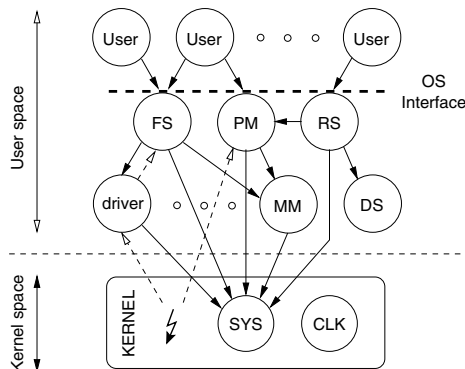 User
User
User
OS
Interface
User space
FS
PM
RS
driver
MM
DS
Kernel space
KERNEL
SYS
CLK